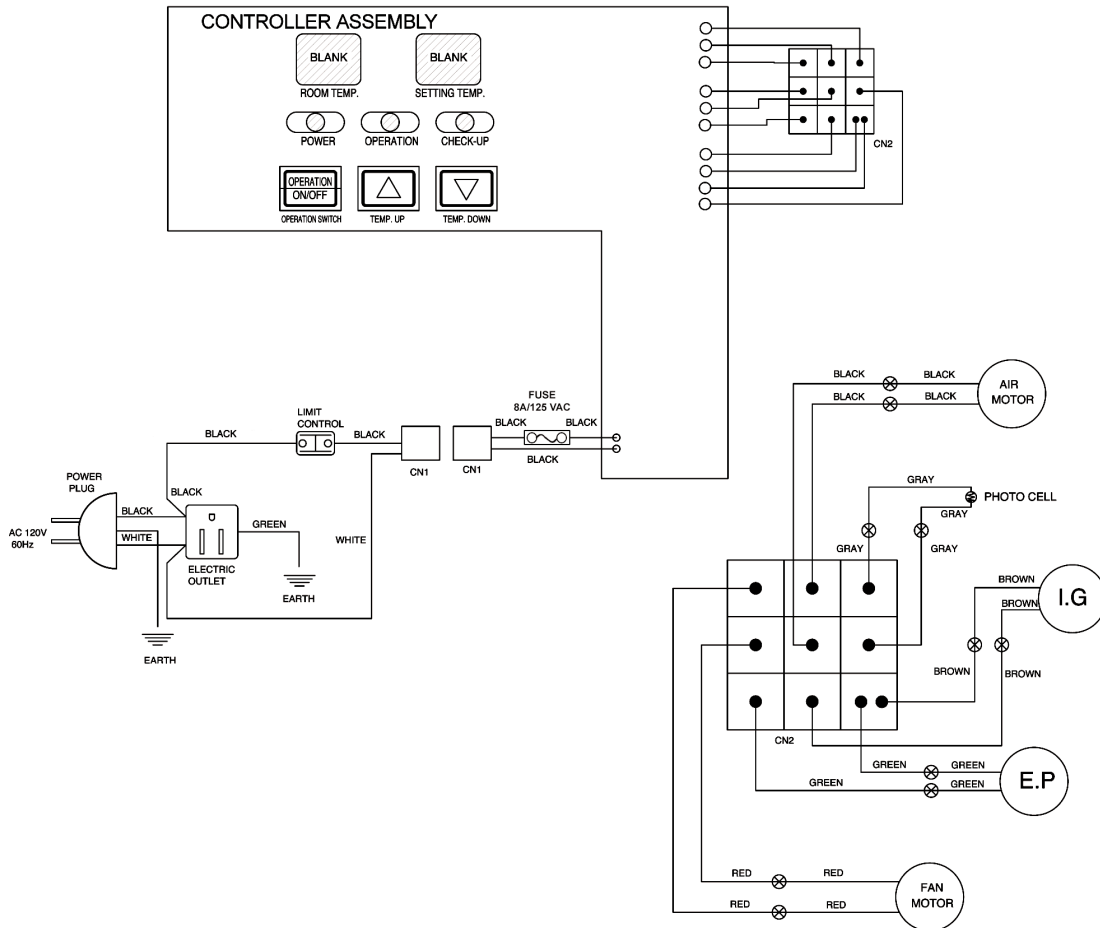 CONTROLLER ASSEMBLY
BLANK
BLANK
ROOM TEMP.
SETTING TEMP.
POWER
OPERATION
CHECK-UP
OPERATION
ON/OFF
OPERATION SWITCH
TEMP. UP
TEMP. DOWN
CN2
POWER
PLUG
AC 120V
60Hz
BLACK
WHITE
BLACK
BLACK
LIMIT
CONTROL
BLACK
CN1
CN1
FUSE
8A/125 VAC
BLACK
BLACK
BLACK
GREEN
WHITE
ELECTRIC
OUTLET
EARTH
EARTH
BLACK
BLACK
BLACK
BLACK
AIR
MOTOR
GRAY
GRAY
PHOTO CELL
GRAY
GRAY
BROWN
BROWN
I.G
BROWN
BROWN
CN2
GREEN
GREEN
GREEN
GREEN
E.P
RED
RED
RED
RED
FAN
MOTOR